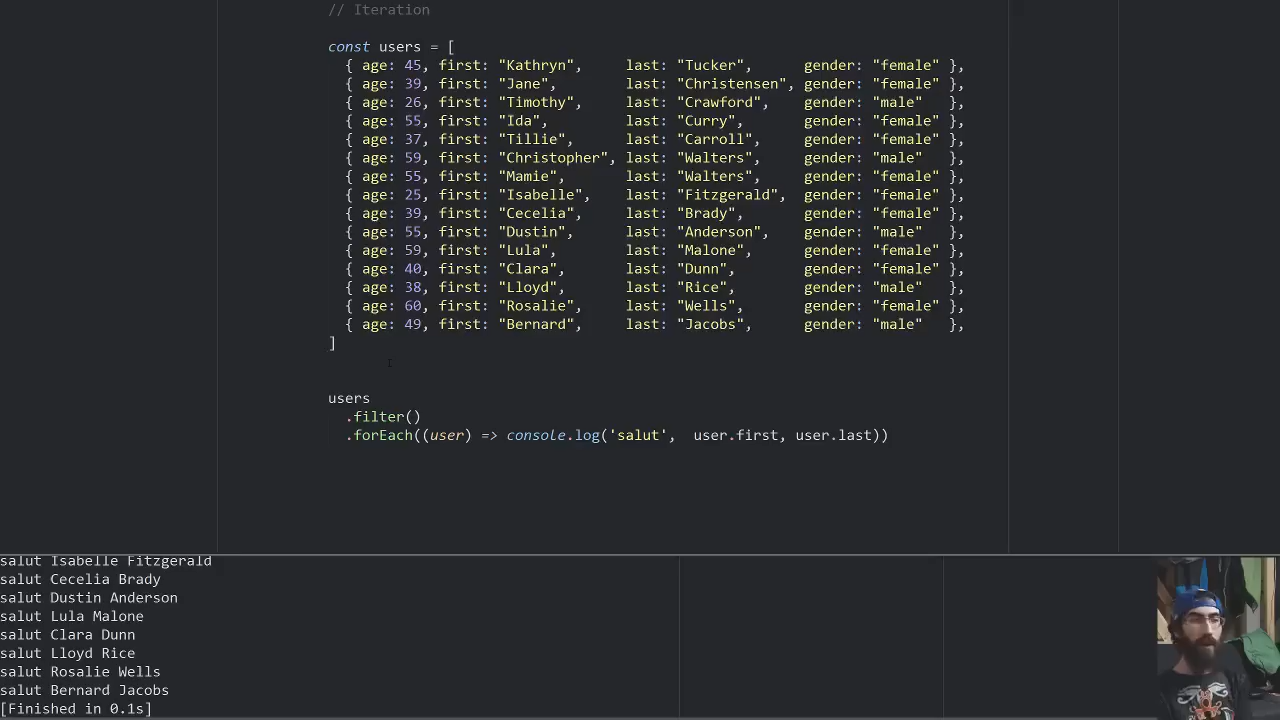 // Iteration
const users = [
{ age: 45, first: "Kathryn", last: "Tucker", gender: "female" },
{ age: 39, first: "Jane", last: "Christensen", gender: "female" },
{ age: 26, first: "Timothy", last: "Crawford", gender: "male" },
{ age: 55, first: "Ida", last: "Curry", gender: "female" },
{ age: 37, first: "Tillie", last: "Carroll", gender: "female" },
{ age: 59, first: "Christopher", last: "Walters", gender: "male" },
{ age: 55, first: "Mamie", last: "Walters", gender: "female" },
{ age: 25, first: "Isabelle", last: "Fitzgerald", gender: "female" },
{ age: 39, first: "Cecelia", last: "Brady", gender: "female" },
{ age: 55, first: "Dustin", last: "Anderson", gender: "male" },
{ age: 59, first: "Lula", last: "Malone", gender: "female" },
{ age: 40, first: "Clara", last: "Dunn", gender: "female" },
{ age: 38, first: "Lloyd", last: "Rice", gender: "male" },
{ age: 60, first: "Rosalie", last: "Wells", gender: "female" },
{ age: 49, first: "Bernard", last: "Jacobs", gender: "male" },
]
users
.filter()
.forEach((user) => console.log('salut', user.first, user.last))
salut Isabelle Fitzgerald
salut Cecelia Brady
salut Dustin Anderson
salut Lula Malone
salut Clara Dunn
salut Lloyd Rice
salut Rosalie Wells
salut Bernard Jacobs
[Finished in 0.1s]